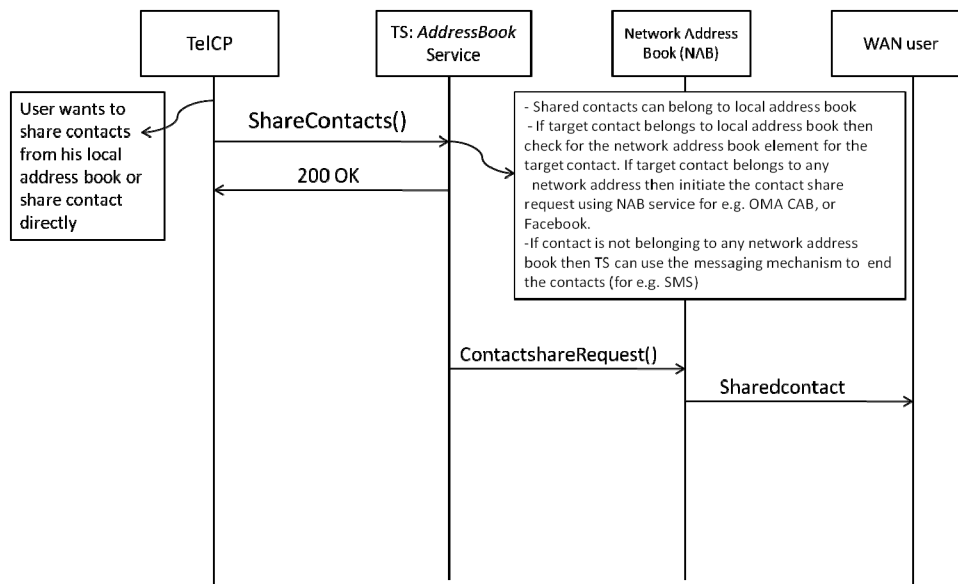 TelCP
TS: AddressBook
Service
Network Address
Book (NAB)
WAN user
User wants to
share contacts
from his local
address book or
share contact
directly
ShareContacts()
200 OK
- Shared contacts can belong to local address book
- If target contact belongs to local address book then
check for the network address book element for the
target contact. If target contact belongs to any
network address then initiate the contact share
request using NAB service for e.g. OMA CAB, or
Facebook.
-If contact is not belonging to any network address
book then TS can use the messaging mechanism to end
the contacts (for e.g. SMS)
ContactshareRequest()
Sharedcontact